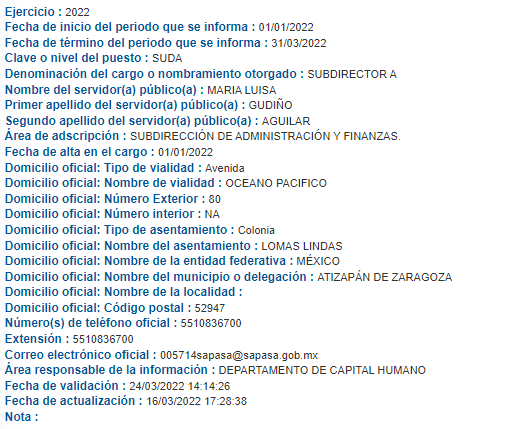 Ejercicio : 2022
Fecha de inicio del periodo que se informa : 01/01/2022
Fecha de término del periodo que se informa : 31/03/2022
Clave o nivel del puesto : SUDA
Denominación del cargo o nombramiento otorgado : SUBDIRECTOR A
Nombre del servidor(a) público(a) : MARIA LUISA
Primer apellido del servidor(a) público(a) : GUDIÑO
Segundo apellido del servidor(a) público(a) : AGUILAR
Área de adscripción : SUBDIRECCIÓN DE ADMINISTRACIÓN Y FINANZAS.
Fecha de alta en el cargo : 01/01/2022
Domicilio oficial: Tipo de vialidad : Avenida
Domicilio oficial: Nombre de vialidad : OCEANO PACIFICO
Domicilio oficial: Número Exterior : 80
Domicilio oficial: Número interior : NA
Domicilio oficial: Tipo de asentamiento : Colonia
Domicilio oficial: Nombre del asentamiento : LOMAS LINDAS
Domicilio oficial: Nombre de la entidad federativa : MÉXICO
Domicilio oficial: Nombre del municipio o delegación : ATIZAPÁN DE ZARAGOZA
Domicilio oficial: Nombre de la localidad :
Domicilio oficial: Código postal : 52947
Número(s) de teléfono oficial : 5510836700
Extensión : 5510836700
Correo electrónico oficial : 005714sapasa@sapasa.gob.mx
Área responsable de la información : DEPARTAMENTO DE CAPITAL HUMANO
Fecha de validación : 24/03/2022 14:14:26
Fecha de actualización : 16/03/2022 17:28:38
Nota :